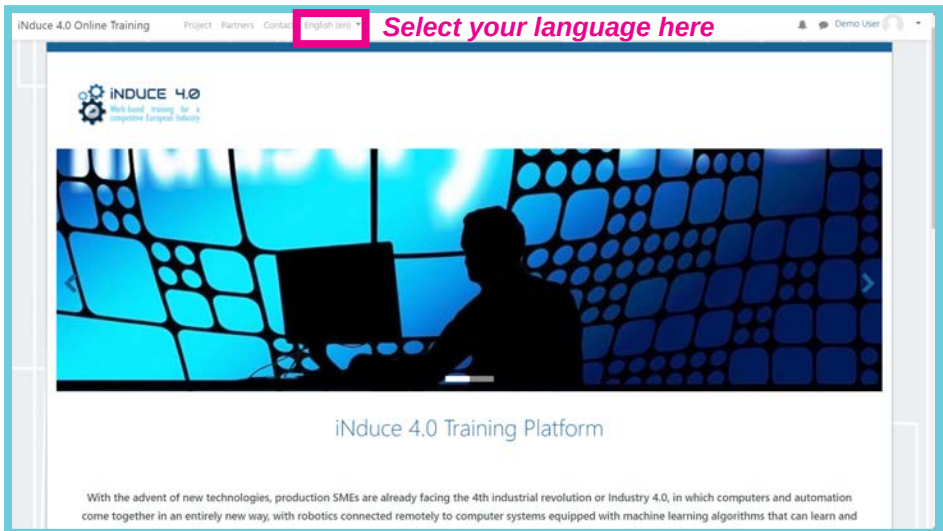 iNduce 4.0 Online Training Project Partners Contact English (en) Select your language here Demo User
iNDUCE 4.0
Work-based training for a
competitive European Industry
Industry
iNduce 4.0 Training Platform
With the advent of new technologies, production SMEs are already facing the 4th industrial revolution or Industry 4.0, in which computers and automation
come together in an entirely new way, with robotics connected remotely to computer systems equipped with machine learning algorithms that can learn and